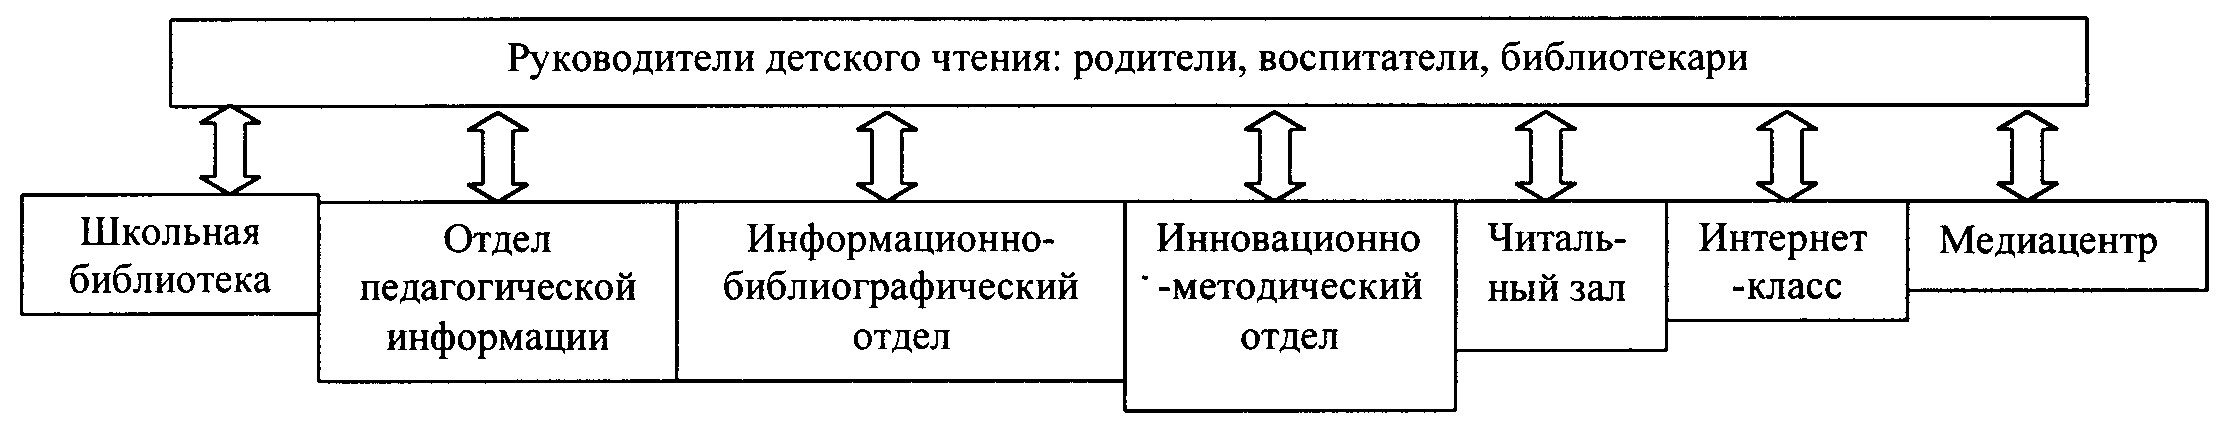 Руководители детского чтения: родители, воспитатели, библиотекари
Школьная
библиотека
Отдел
педагогической
информации
Информационно-
библиографический
отдел
Инновационно
-методический
отдел
Читаль-
ный зал
Интернет
-класс
Медиацентр